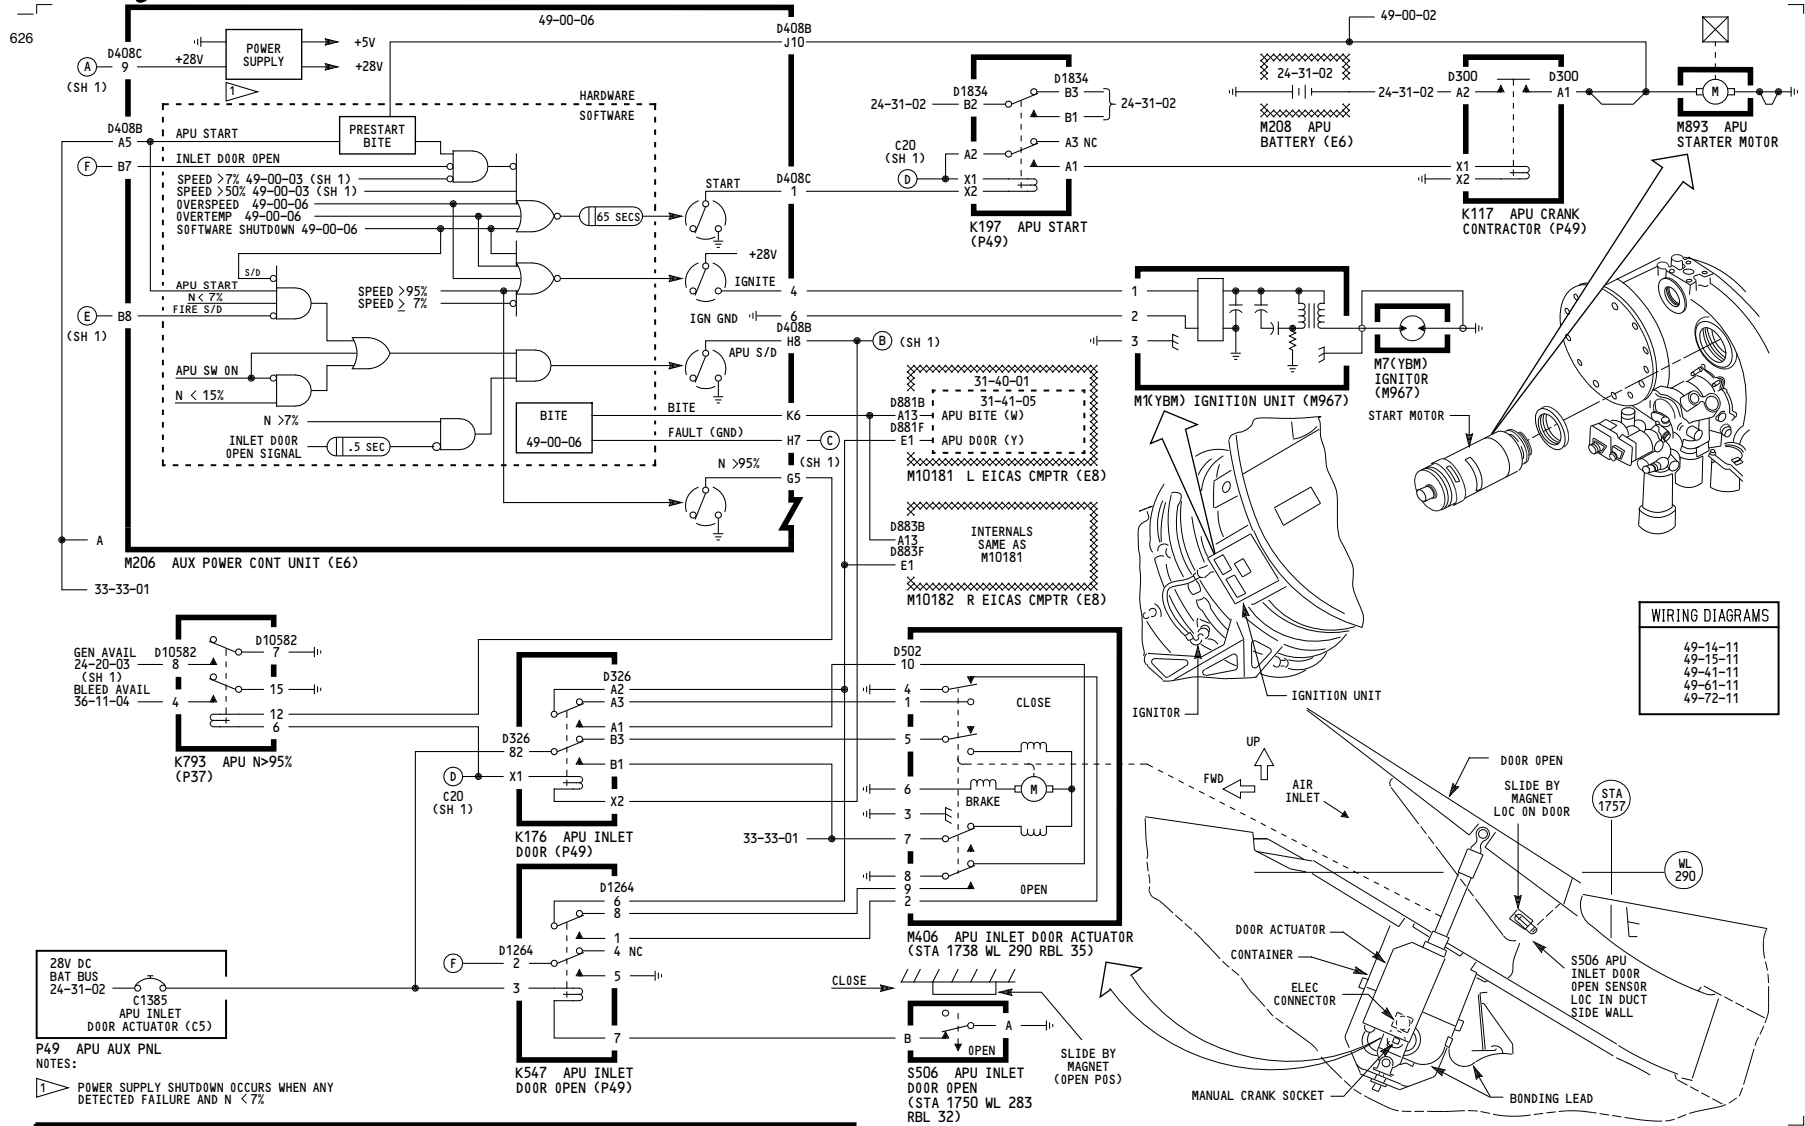 626
49-00-06
D408B
J10
49-00-02
D408C
A
9
(SH 1)
+28V
POWER
SUPPLY
+5V
+28V
1
HARDWARE
SOFTWARE
D408B
A5
APU START
PRESTART
BITE
F
B7
INLET DOOR OPEN
SPEED >7% 49-00-03 (SH 1)
SPEED >50% 49-00-03 (SH 1)
OVERSPEED 49-00-06
OVERTEMP 49-00-06
SOFTWARE SHUTDOWN 49-00-06
65 SECS
START
D408C
1
S/D
APU START
N < 7%
FIRE S/D
E
B8
(SH 1)
SPEED >95%
SPEED ≥ 7%
+28V
IGNITE
4
IGN GND
6
D408B
H8
APU S/D
B
(SH 1)
APU SW ON
N < 15%
N >7%
INLET DOOR
OPEN SIGNAL
.5 SEC
BITE
49-00-06
BITE
K6
FAULT (GND)
H7
C
(SH 1)
N >95%
G5
A
M206 AUX POWER CONT UNIT (E6)
33-33-01
D1834
B3
D1834
24-31-02
B2
24-31-02
B1
C20
(SH 1)
A2
A3 NC
A1
D
X1
X2
K197 APU START
(P49)
24-31-02
M208 APU
BATTERY (E6)
24-31-02
D300
A2
D300
A1
X1
X2
K117 APU CRANK
CONTRACTOR (P49)
M
M893 APU
STARTER MOTOR
1
2
3
M1(YBM) IGNITION UNIT (M967)
M7(YBM)
IGNITOR
(M967)
START MOTOR
31-40-01
31-41-05
D881B
A13
APU BITE (W)
D881F
E1
APU DOOR (Y)
M10181 L EICAS CMPTR (E8)
D883B
A13
D883F
E1
INTERNALS
SAME AS
M10181
M10182 R EICAS CMPTR (E8)
IGNITOR
IGNITION UNIT
WIRING DIAGRAMS
49-14-11
49-15-11
49-41-11
49-61-11
49-72-11
GEN AVAIL
24-20-03
(SH 1)
BLEED AVAIL
36-11-04
D10582
8
4
D10582
7
15
12
6
K793 APU N>95%
(P37)
D326
A2
A3
A1
B3
D326
82
B1
D
X1
C20
(SH 1)
X2
K176 APU INLET
DOOR (P49)
33-33-01
D502
10
4
1
5
6
3
7
8
9
2
CLOSE
BRAKE
M
OPEN
M406 APU INLET DOOR ACTUATOR
(STA 1738 WL 290 RBL 35)
D1264
6
8
1
4 NC
5
F
D1264
2
3
7
K547 APU INLET
DOOR OPEN (P49)
28V DC
BAT BUS
24-31-02
C1385
APU INLET
DOOR ACTUATOR (C5)
P49 APU AUX PNL
NOTES:
1 POWER SUPPLY SHUTDOWN OCCURS WHEN ANY
DETECTED FAILURE AND N <7%
CLOSE
B
A
OPEN
S506 APU INLET
DOOR OPEN
(STA 1750 WL 283
RBL 32)
SLIDE BY
MAGNET
(OPEN POS)
UP
FWD
AIR
INLET
DOOR OPEN
SLIDE BY
MAGNET
LOC ON DOOR
STA
1757
WL
290
DOOR ACTUATOR
CONTAINER
ELEC
CONNECTOR
S506 APU
INLET DOOR
OPEN SENSOR
LOC IN DUCT
SIDE WALL
MANUAL CRANK SOCKET
BONDING LEAD